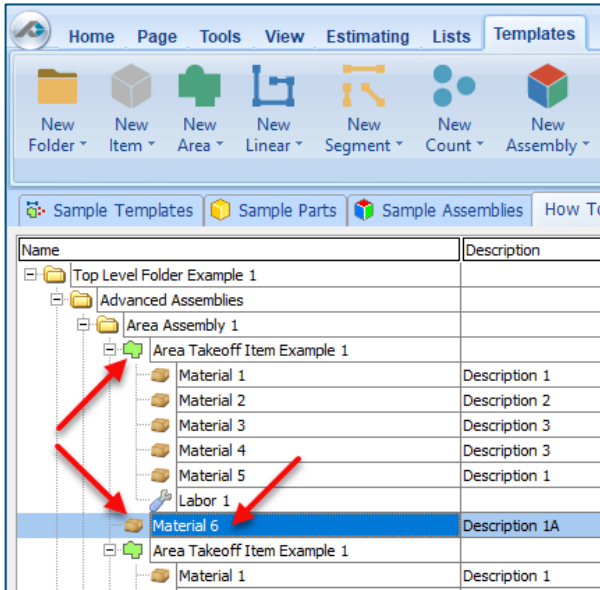 Home Page Tools View Estimating Lists Templates
New Folder New Item New Area New Linear New Segment New Count New Assembly
Sample Templates Sample Parts Sample Assemblies How To
Name Description
Top Level Folder Example 1
Advanced Assemblies
Area Assembly 1
Area Takeoff Item Example 1
Material 1 Description 1
Material 2 Description 2
Material 3 Description 3
Material 4 Description 3
Material 5 Description 1
Labor 1
Material 6 Description 1A
Area Takeoff Item Example 1
Material 1 Description 1